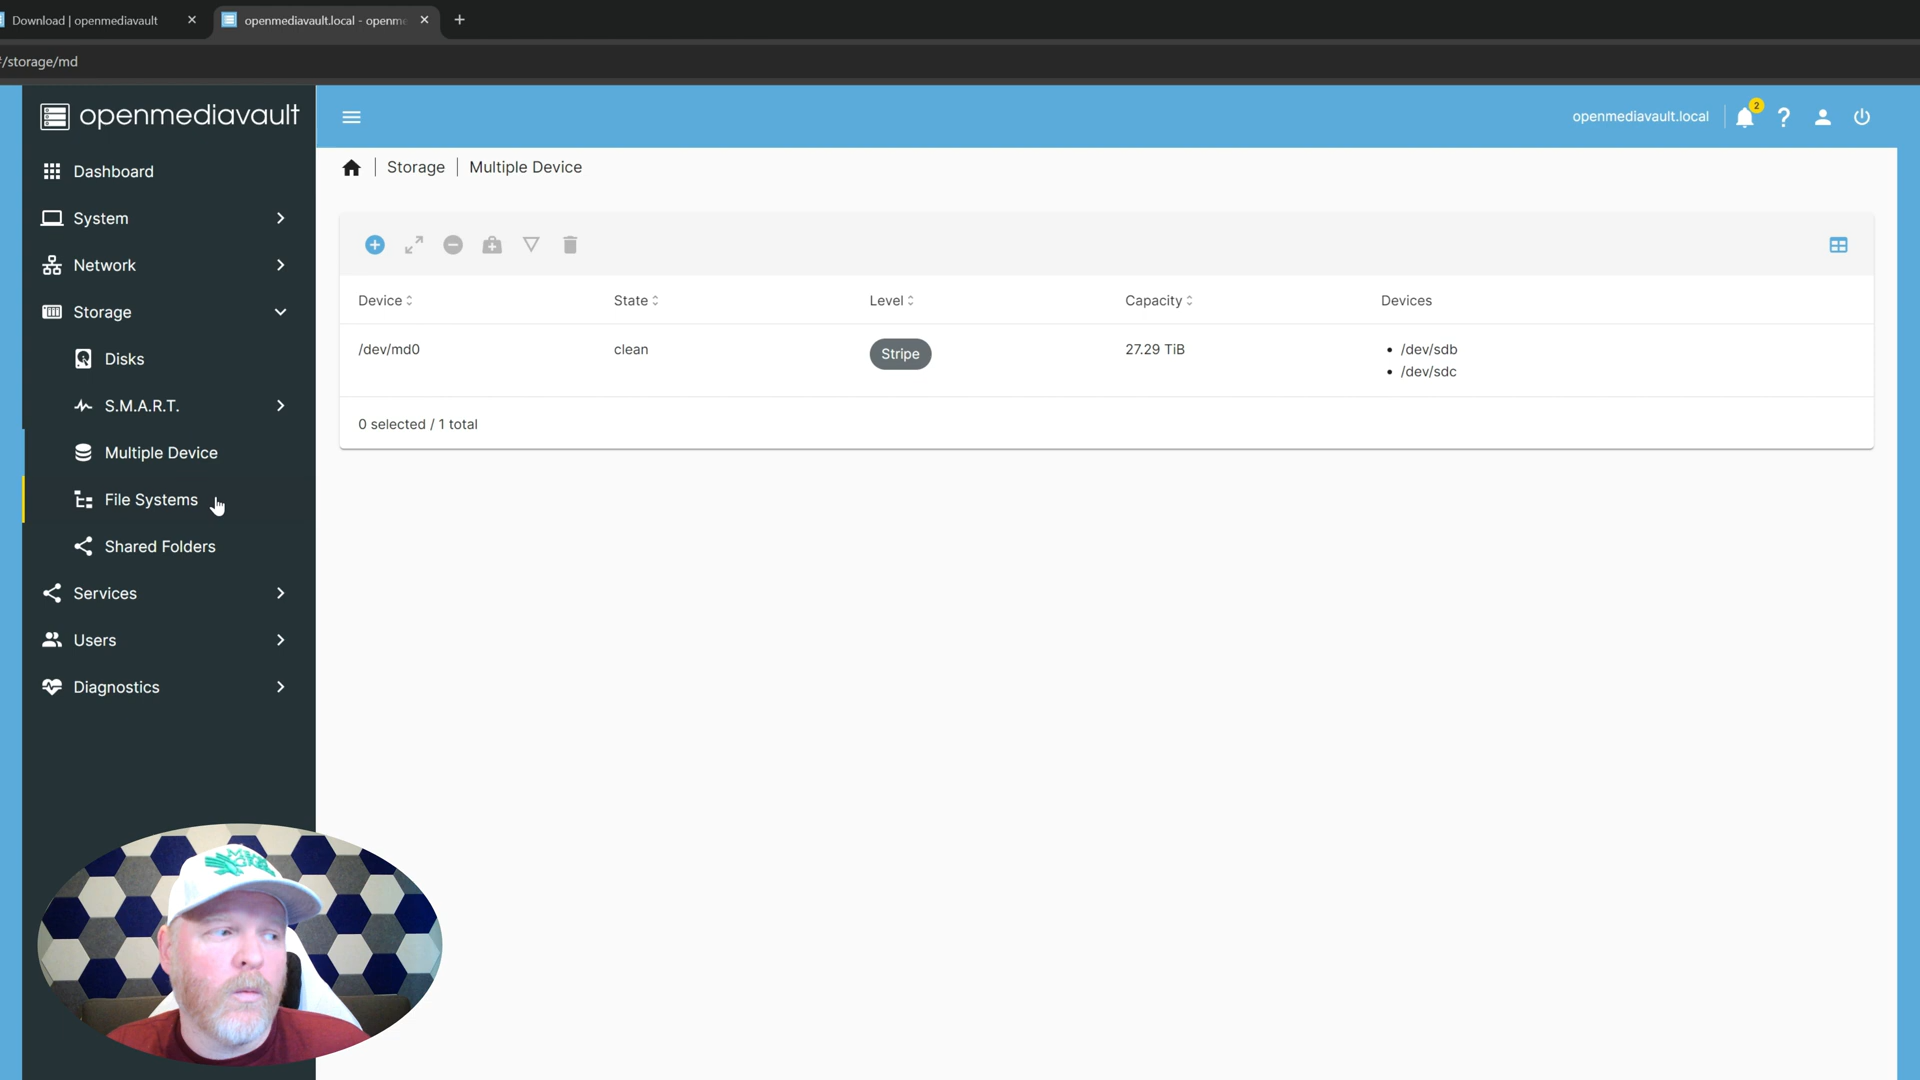 Download | openmediavault
openmediavault.local - openme
/storage/md
openmediavault
openmediavault.local
2
Dashboard
System
Network
Storage
Disks
S.M.A.R.T.
Multiple Device
File Systems
Shared Folders
Services
Users
Diagnostics
Storage | Multiple Device
Device State Level Capacity Devices
/dev/md0 clean Stripe 27.29 TiB • /dev/sdb
• /dev/sdc
0 selected / 1 total